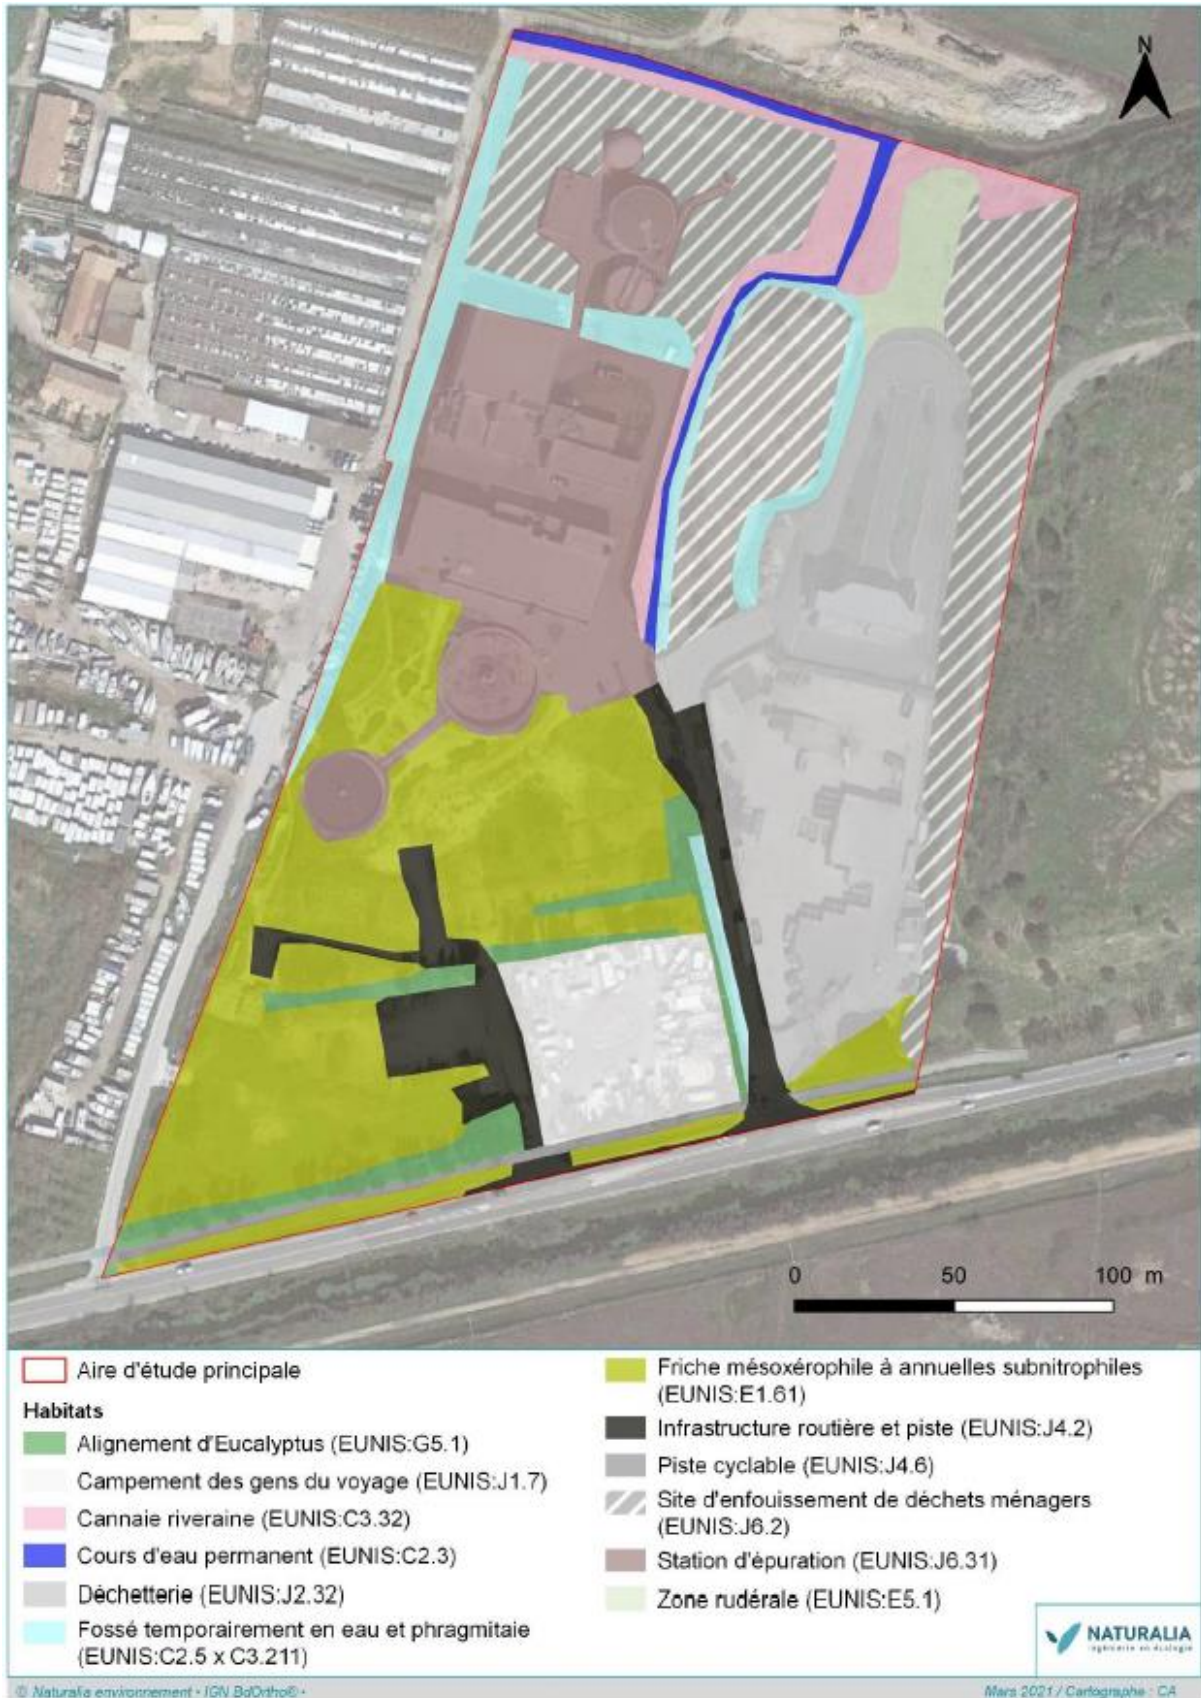 N
0 50 100 m
Aire d'étude principale
Habitats
Alignement d'Eucalyptus (EUNIS:G5.1)
Campement des gens du voyage (EUNIS:J1.7)
Cannaie riveraine (EUNIS:C3.32)
Cours d'eau permanent (EUNIS:C2.3)
Déchetterie (EUNIS:J2.32)
Fossé temporairement en eau et phragmitaie
(EUNIS:C2.5 x C3.211)
Friche mésoxérophile à annuelles subnitrophiles
(EUNIS:E1.61)
Infrastructure routière et piste (EUNIS:J4.2)
Piste cyclable (EUNIS:J4.6)
Site d'enfouissement de déchets ménagers
(EUNIS:J6.2)
Station d'épuration (EUNIS:J6.31)
Zone rudérale (EUNIS:E5.1)
NATURALIA
Ingénierie en écologie
© Naturalia environnement - IGN BdOrtho® -
Mars 2021 / Cartographe : CA